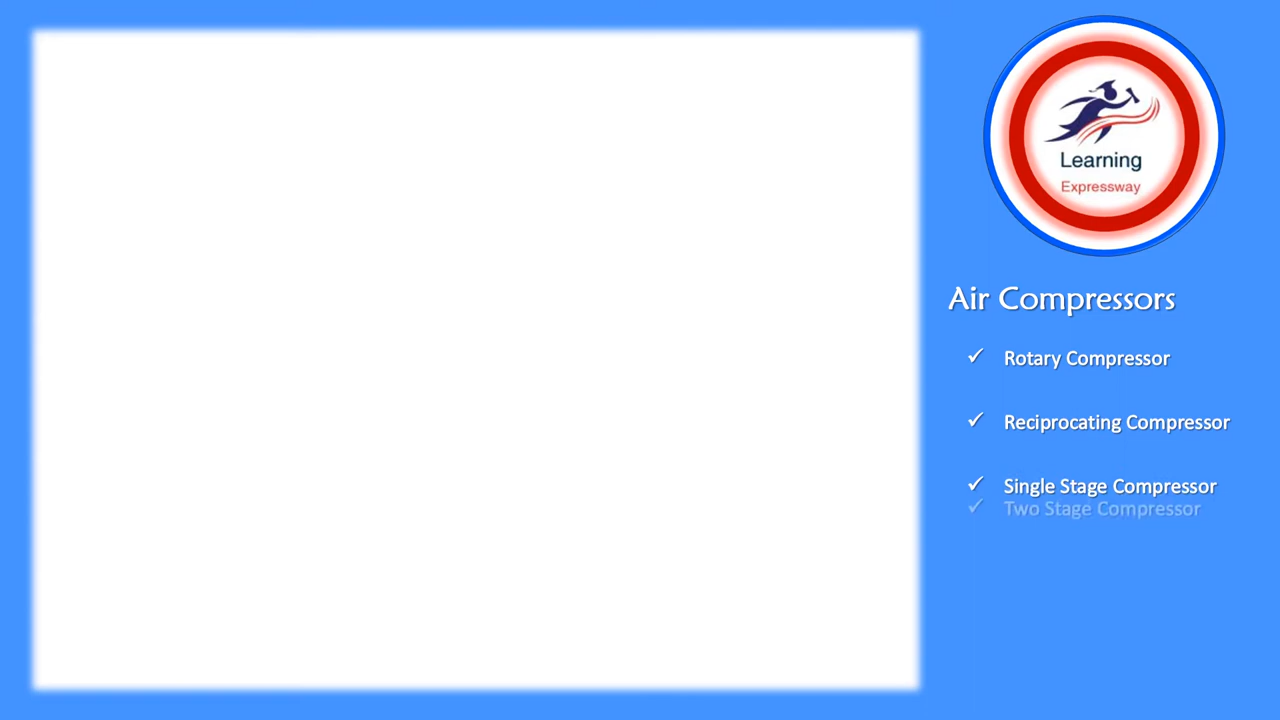 Learning
Expressway
Air Compressors
✓ Rotary Compressor
✓ Reciprocating Compressor
✓ Single Stage Compressor
✓ Two Stage Compressor